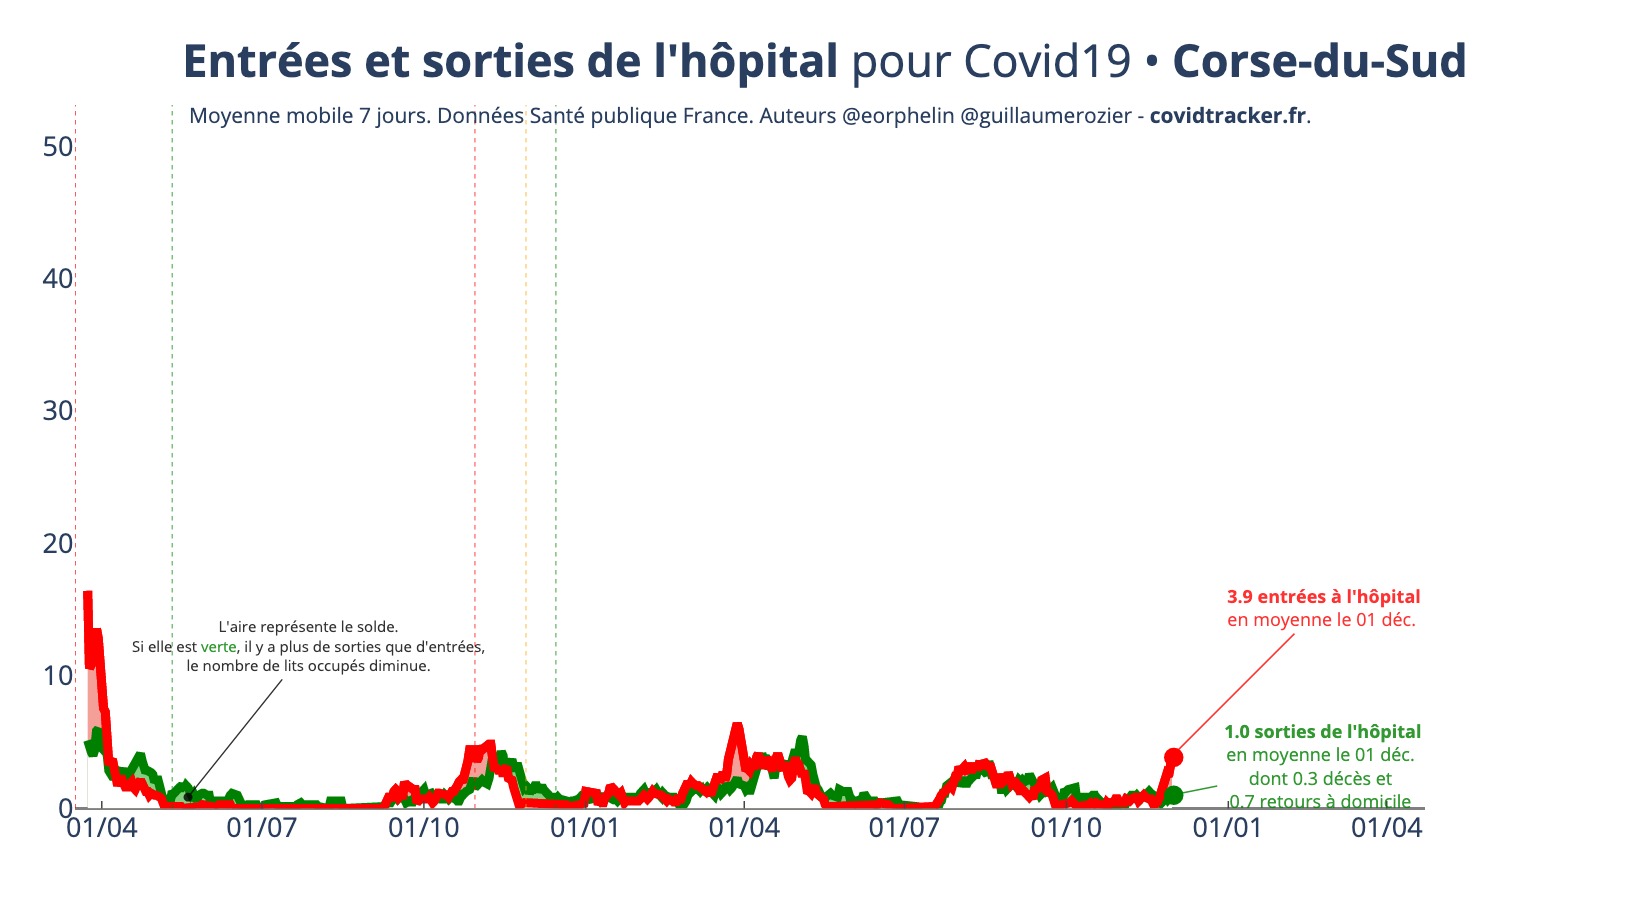 Entrées et sorties de l'hôpital pour Covid19 • Corse-du-Sud
Moyenne mobile 7 jours. Données Santé publique France. Auteurs @eorphelin @guillaumerozier - covidtracker.fr.
50
40
30
20
10
0
L'aire représente le solde.
Si elle est verte, il y a plus de sorties que d'entrées,
le nombre de lits occupés diminue.
3.9 entrées à l'hôpital
en moyenne le 01 déc.
1.0 sorties de l'hôpital
en moyenne le 01 déc.
dont 0.3 décès et
0.7 retours à domicile
01/04 01/07 01/10 01/01 01/04 01/07 01/10 01/01 01/04